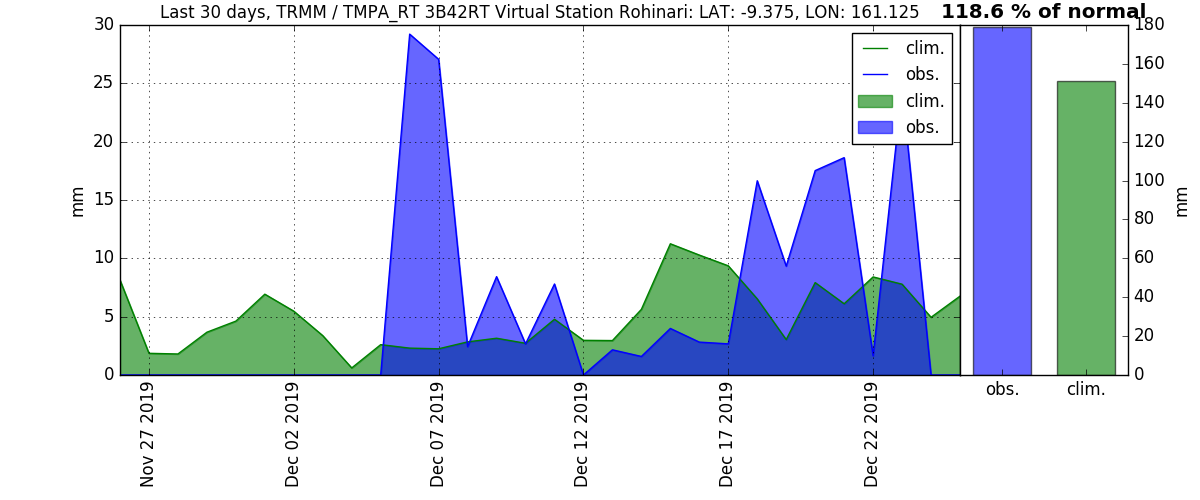 Last 30 days, TRMM / TMPA_RT 3B42RT Virtual Station Rohinari: LAT: -9.375, LON: 161.125
118.6 % of normal
30
25
20
15
10
5
0
mm
clim.
obs.
clim.
obs.
Nov 27 2019
Dec 02 2019
Dec 07 2019
Dec 12 2019
Dec 17 2019
Dec 22 2019
180
160
140
120
100
80
60
40
20
0
mm
obs.
clim.